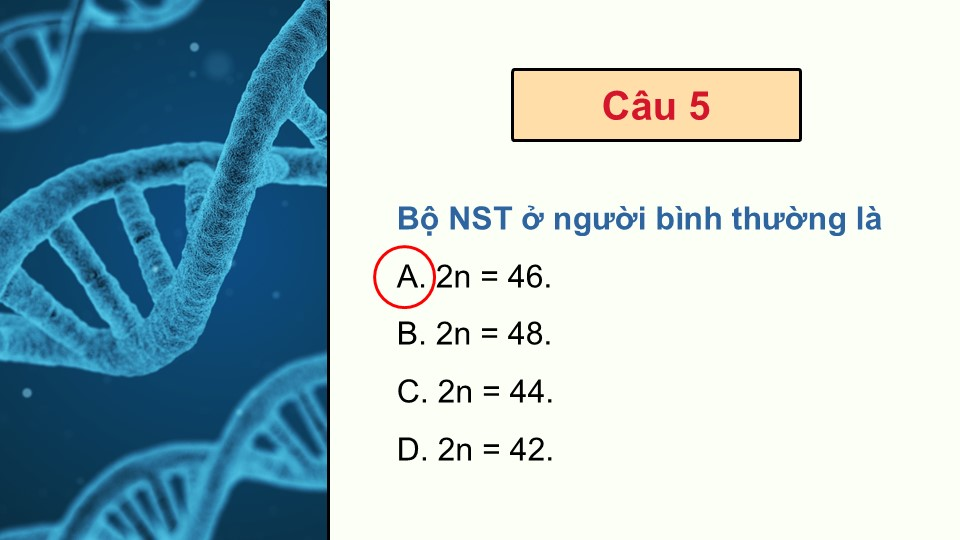 Câu 5
Bộ NST ở người bình thường là
A. 2n = 46.
B. 2n = 48.
C. 2n = 44.
D. 2n = 42.